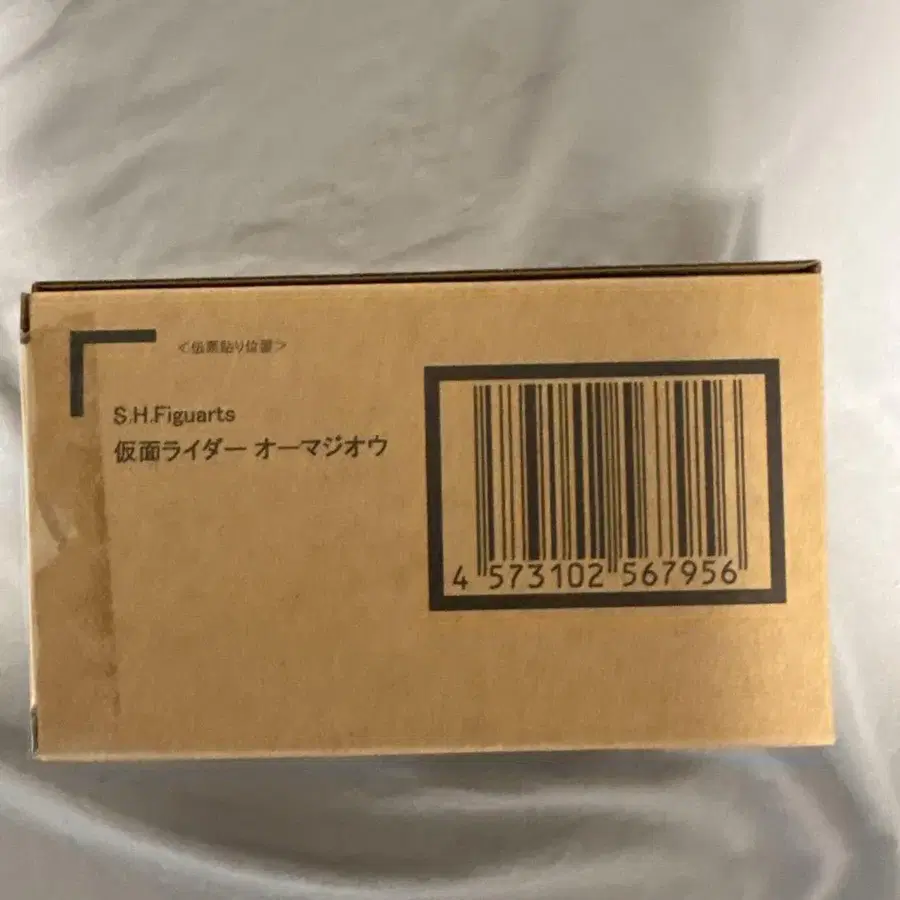 <伝票貼り位置>
S.H.Figuarts
仮面ライダー オーマジオウ
4 573102 567956